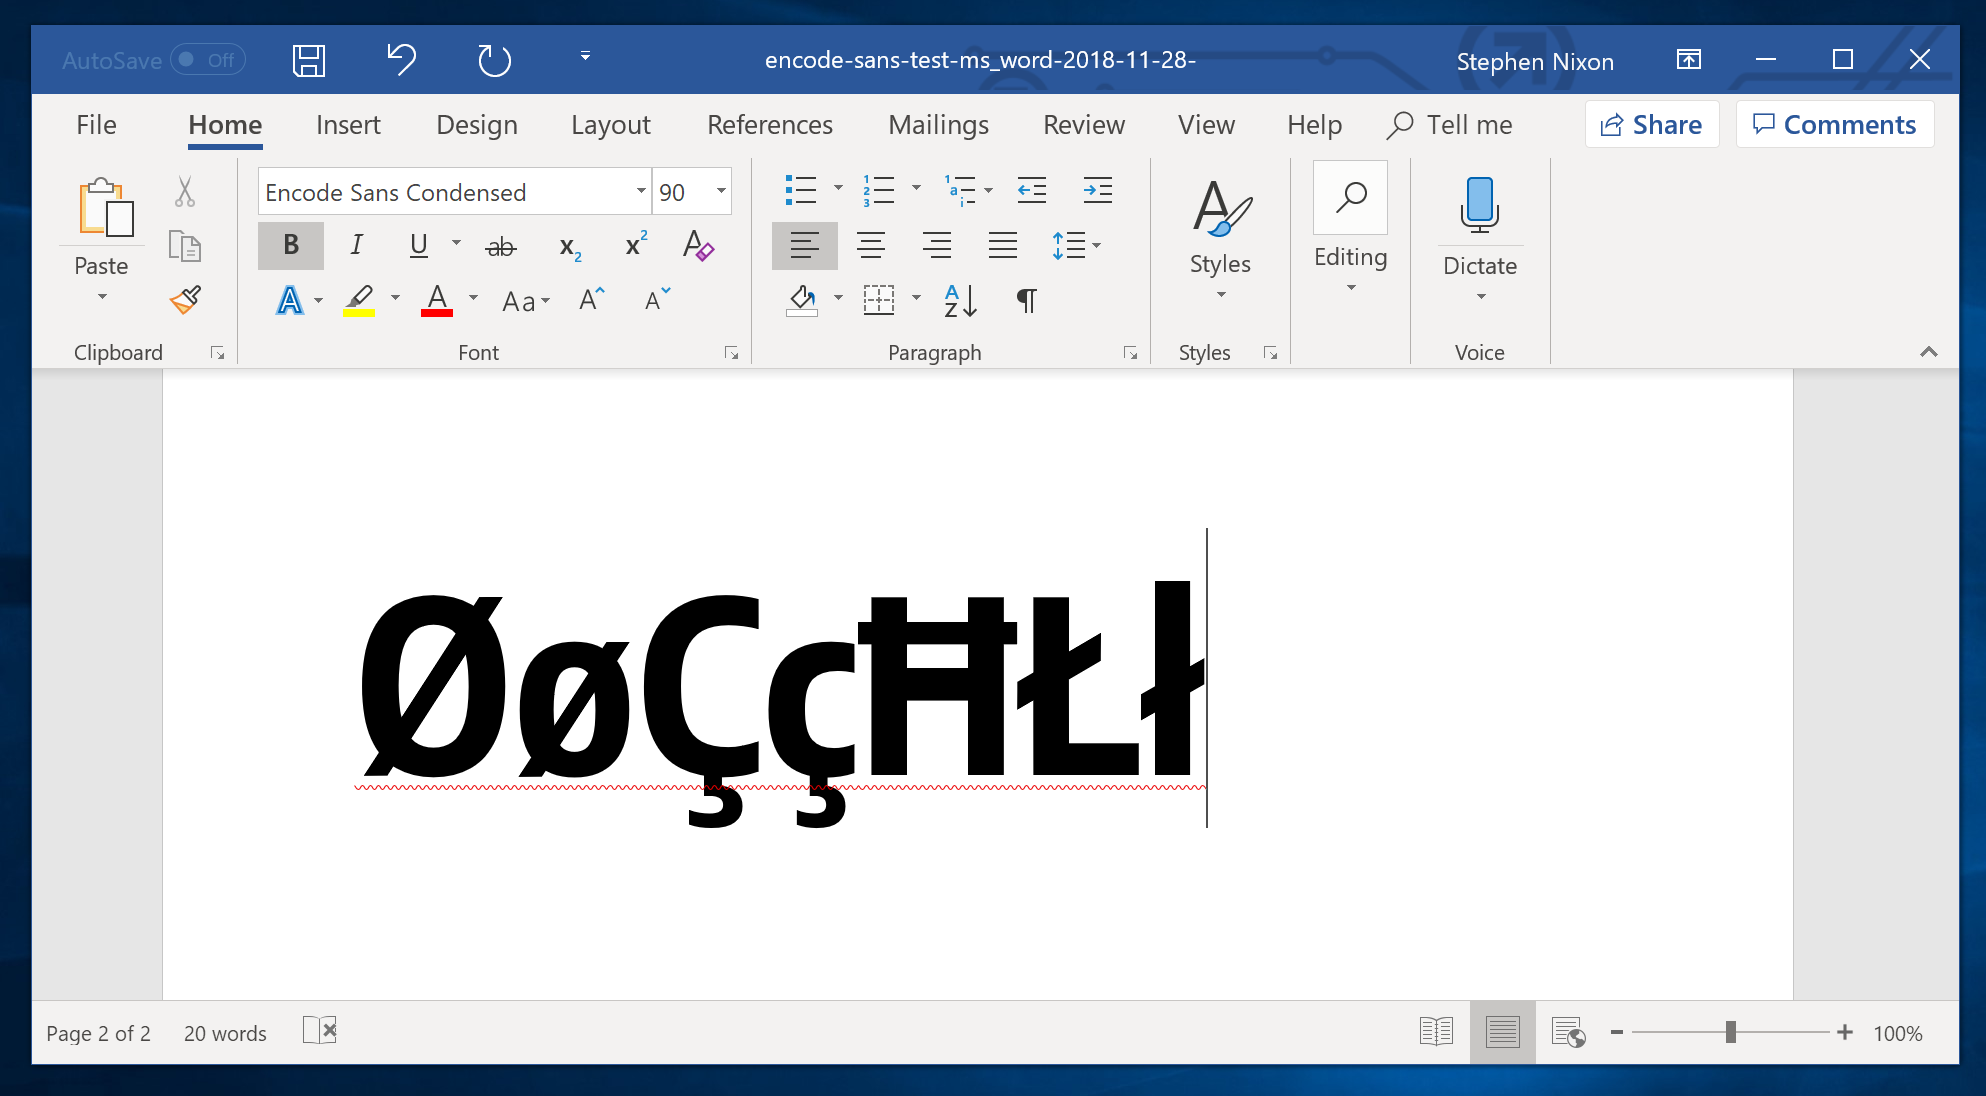 AutoSave Off encode-sans-test-ms_word-2018-11-28- Stephen Nixon
File Home Insert Design Layout References Mailings Review View Help Tell me Share Comments
Encode Sans Condensed 90
Paste
B I U ab x₂ x² A
Styles Editing Dictate
A A Aa A A
Clipboard Font Paragraph Styles Voice
ØøÇçĦŁł
Page 2 of 2 20 words 100%